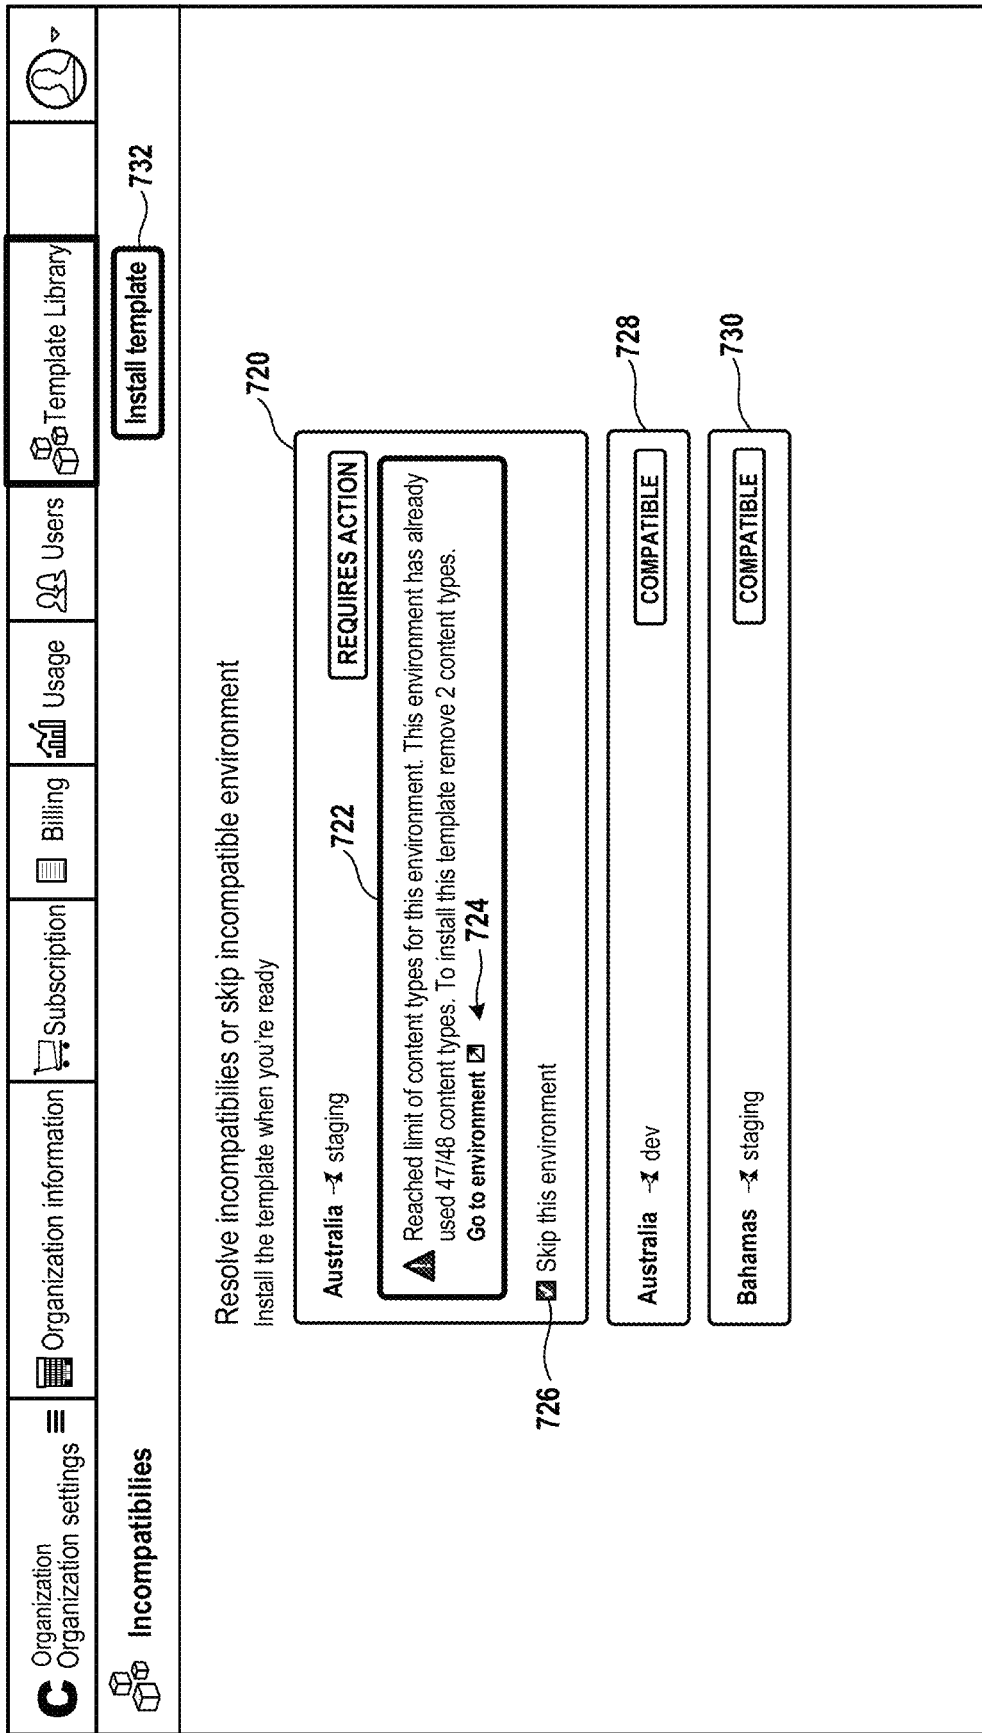 C Organization
Organization settings
Organization information
Subscription
Billing
Usage
Users
Template Library
Incompatibilies
Install template
732
Resolve incompatibilies or skip incompatible environment
Install the template when you're ready
720
Australia staging
REQUIRES ACTION
722
Reached limit of content types for this environment. This environment has already
used 47/48 content types. To install this template remove 2 content types.
Go to environment
724
Skip this environment
726
Australia dev
COMPATIBLE
728
Bahamas staging
COMPATIBLE
730